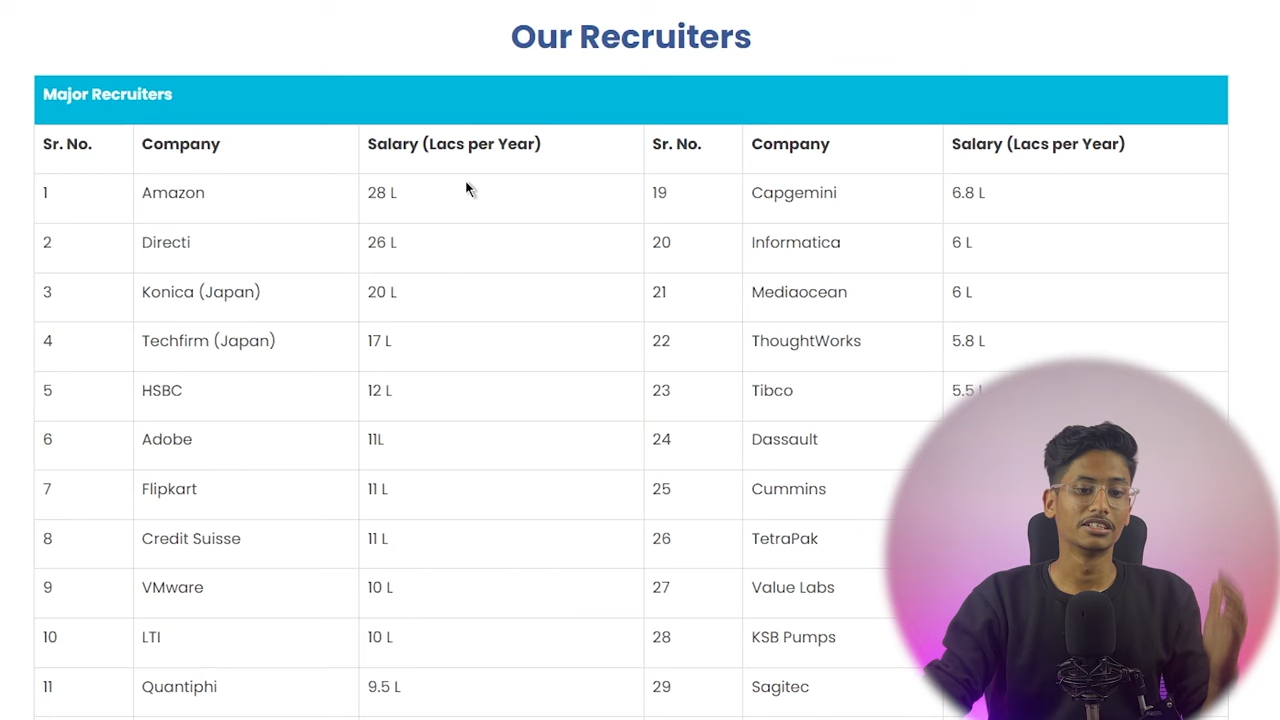 Our Recruiters
Major Recruiters
Sr. No. Company Salary (Lacs per Year) Sr. No. Company Salary (Lacs per Year)
1 Amazon 28 L 19 Capgemini 6.8 L
2 Directi 26 L 20 Informatica 6 L
3 Konica (Japan) 20 L 21 Mediaocean 6 L
4 Techfirm (Japan) 17 L 22 ThoughtWorks 5.8 L
5 HSBC 12 L 23 Tibco 5.5 L
6 Adobe 11L 24 Dassault
7 Flipkart 11 L 25 Cummins
8 Credit Suisse 11 L 26 TetraPak
9 VMware 10 L 27 Value Labs
10 LTI 10 L 28 KSB Pumps
11 Quantiphi 9.5 L 29 Sagitec